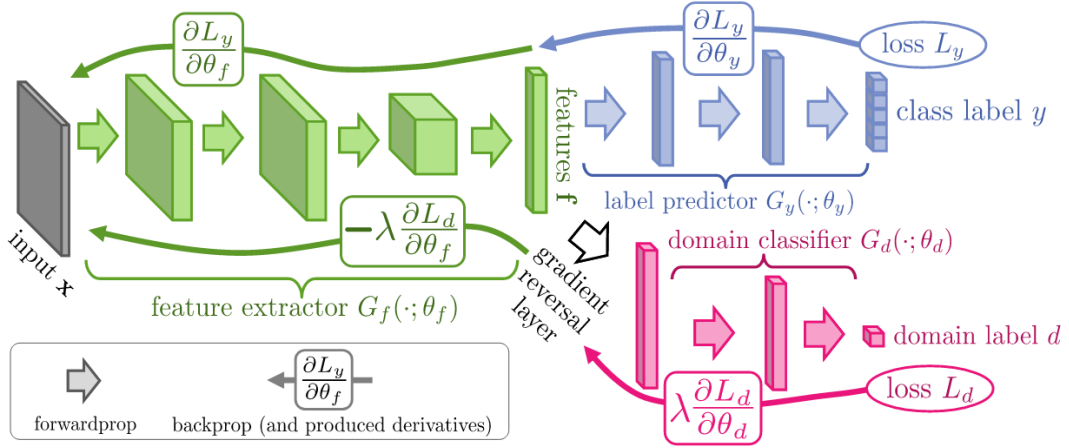 ∂L_y/∂θ_f
∂L_y/∂θ_y
loss L_y
input x
features f
class label y
label predictor G_y(·; θ_y)
−λ ∂L_d/∂θ_f
feature extractor G_f(·; θ_f)
gradient
reversal
layer
domain classifier G_d(·; θ_d)
domain label d
λ ∂L_d/∂θ_d
loss L_d
forwardprop
∂L_y/∂θ_f
backprop (and produced derivatives)